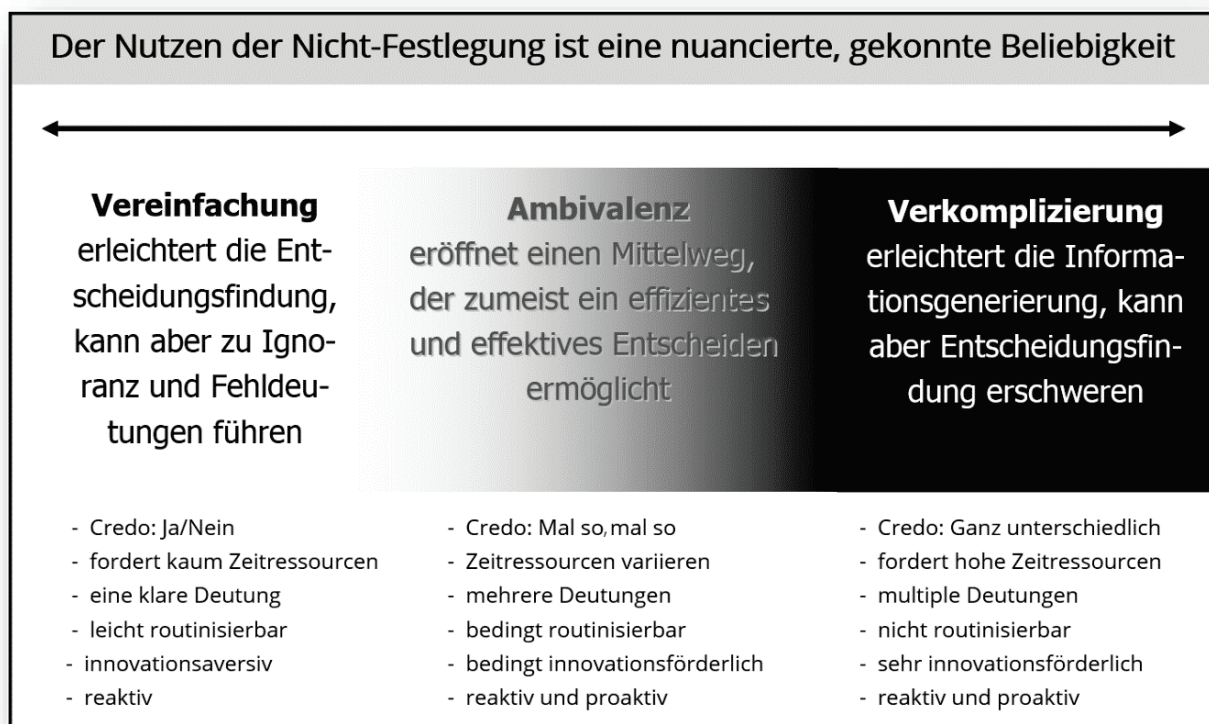 Der Nutzen der Nicht-Festlegung ist eine nuancierte, gekonnte Beliebigkeit
Vereinfachung
erleichtert die Ent-
scheidungsfindung,
kann aber zu Igno-
ranz und Fehldeu-
tungen führen
Ambivalenz
eröffnet einen Mittelweg,
der zumeist ein effizientes
und effektives Entscheiden
ermöglicht
Verkomplizierung
erleichtert die Informa-
tionsgenerierung, kann
aber Entscheidungsfin-
dung erschweren
- Credo: Ja/Nein
- fordert kaum Zeitressourcen
- eine klare Deutung
- leicht routinisierbar
- innovationsaversiv
- reaktiv
- Credo: Mal so, mal so
- Zeitressourcen variieren
- mehrere Deutungen
- bedingt routinisierbar
- bedingt innovationsförderlich
- reaktiv und proaktiv
- Credo: Ganz unterschiedlich
- fordert hohe Zeitressourcen
- multiple Deutungen
- nicht routinisierbar
- sehr innovationsförderlich
- reaktiv und proaktiv